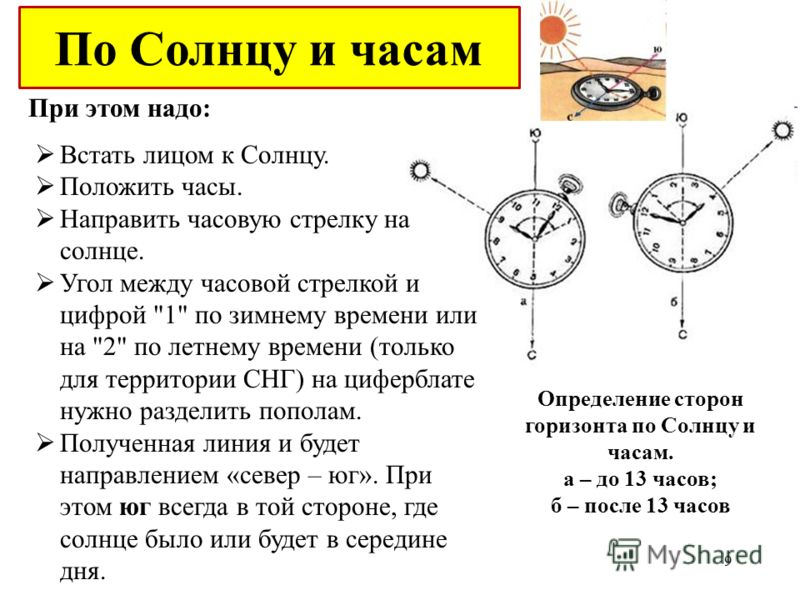 По Солнцу и часам
При этом надо:
Встать лицом к Солнцу.
Положить часы.
Направить часовую стрелку на
солнце.
Угол между часовой стрелкой и
цифрой "1" по зимнему времени или
на "2" по летнему времени (только
для территории СНГ) на циферблате
нужно разделить пополам.
Полученная линия и будет
направлением «север – юг». При
этом юг всегда в той стороне, где
солнце было или будет в середине
дня.
ю
с
Ю
Ю
а
б
С
С
Определение сторон
горизонта по Солнцу и
часам.
а – до 13 часов;
б – после 13 часов
MyShared
9